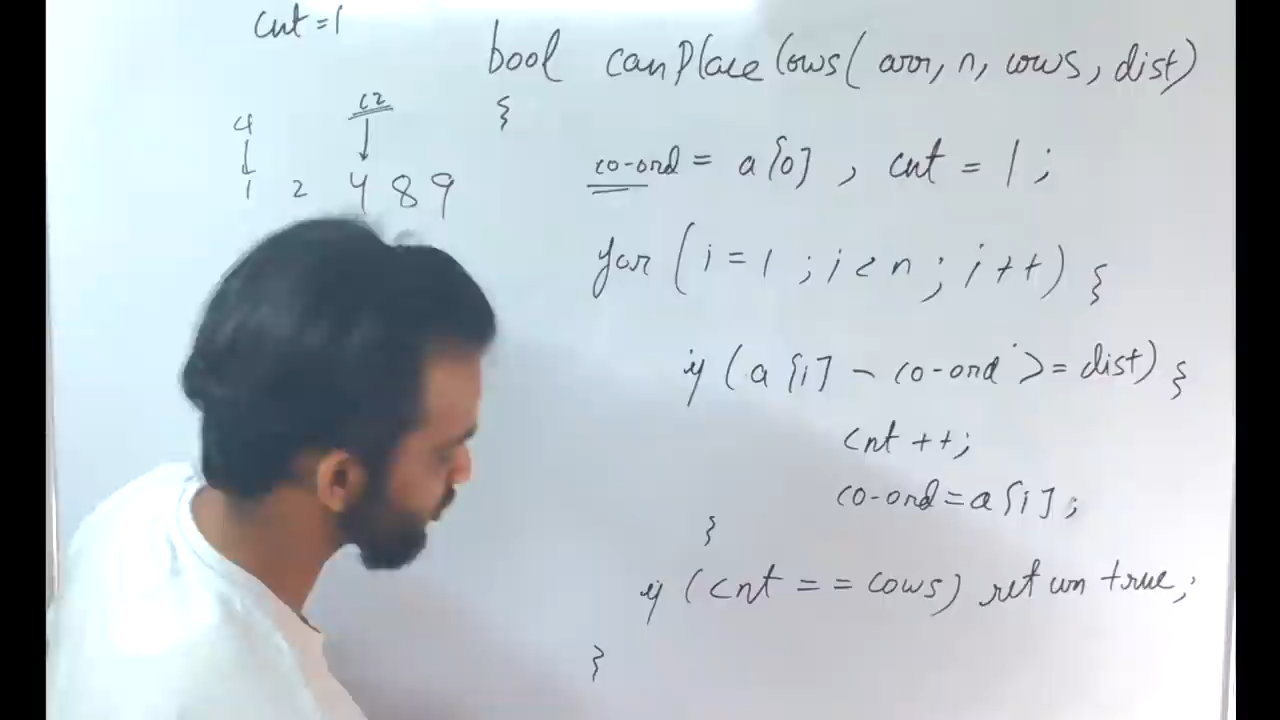 cnt = 1
bool canPlaceCows( arr, n, cows, dist)
{
c2
c1
1 2 4 8 9
co-ord = a[0] , cnt = 1 ;
for ( i = 1 ; i < n ; i ++ ) {
if ( a[i] - co-ord >= dist) {
cnt ++;
co-ord = a[i] ;
}
if (cnt == cows) return true;
}